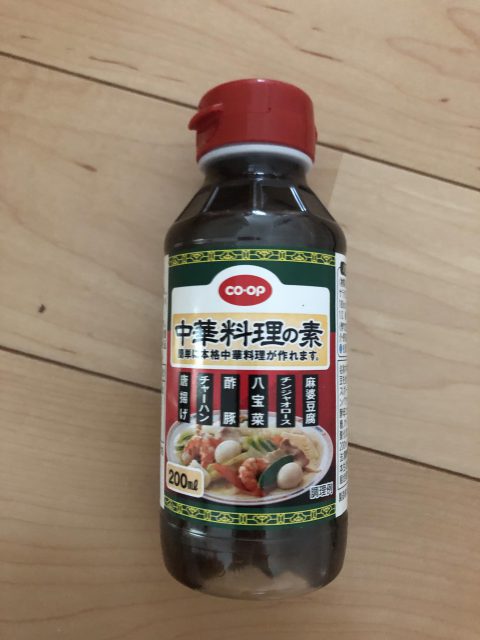 CO·OP
中華料理の素
簡単に本格中華料理が作れます。
麻婆豆腐
チンジャオロース
八宝菜
酢豚
チャーハン
唐揚げ
200ml
調理例